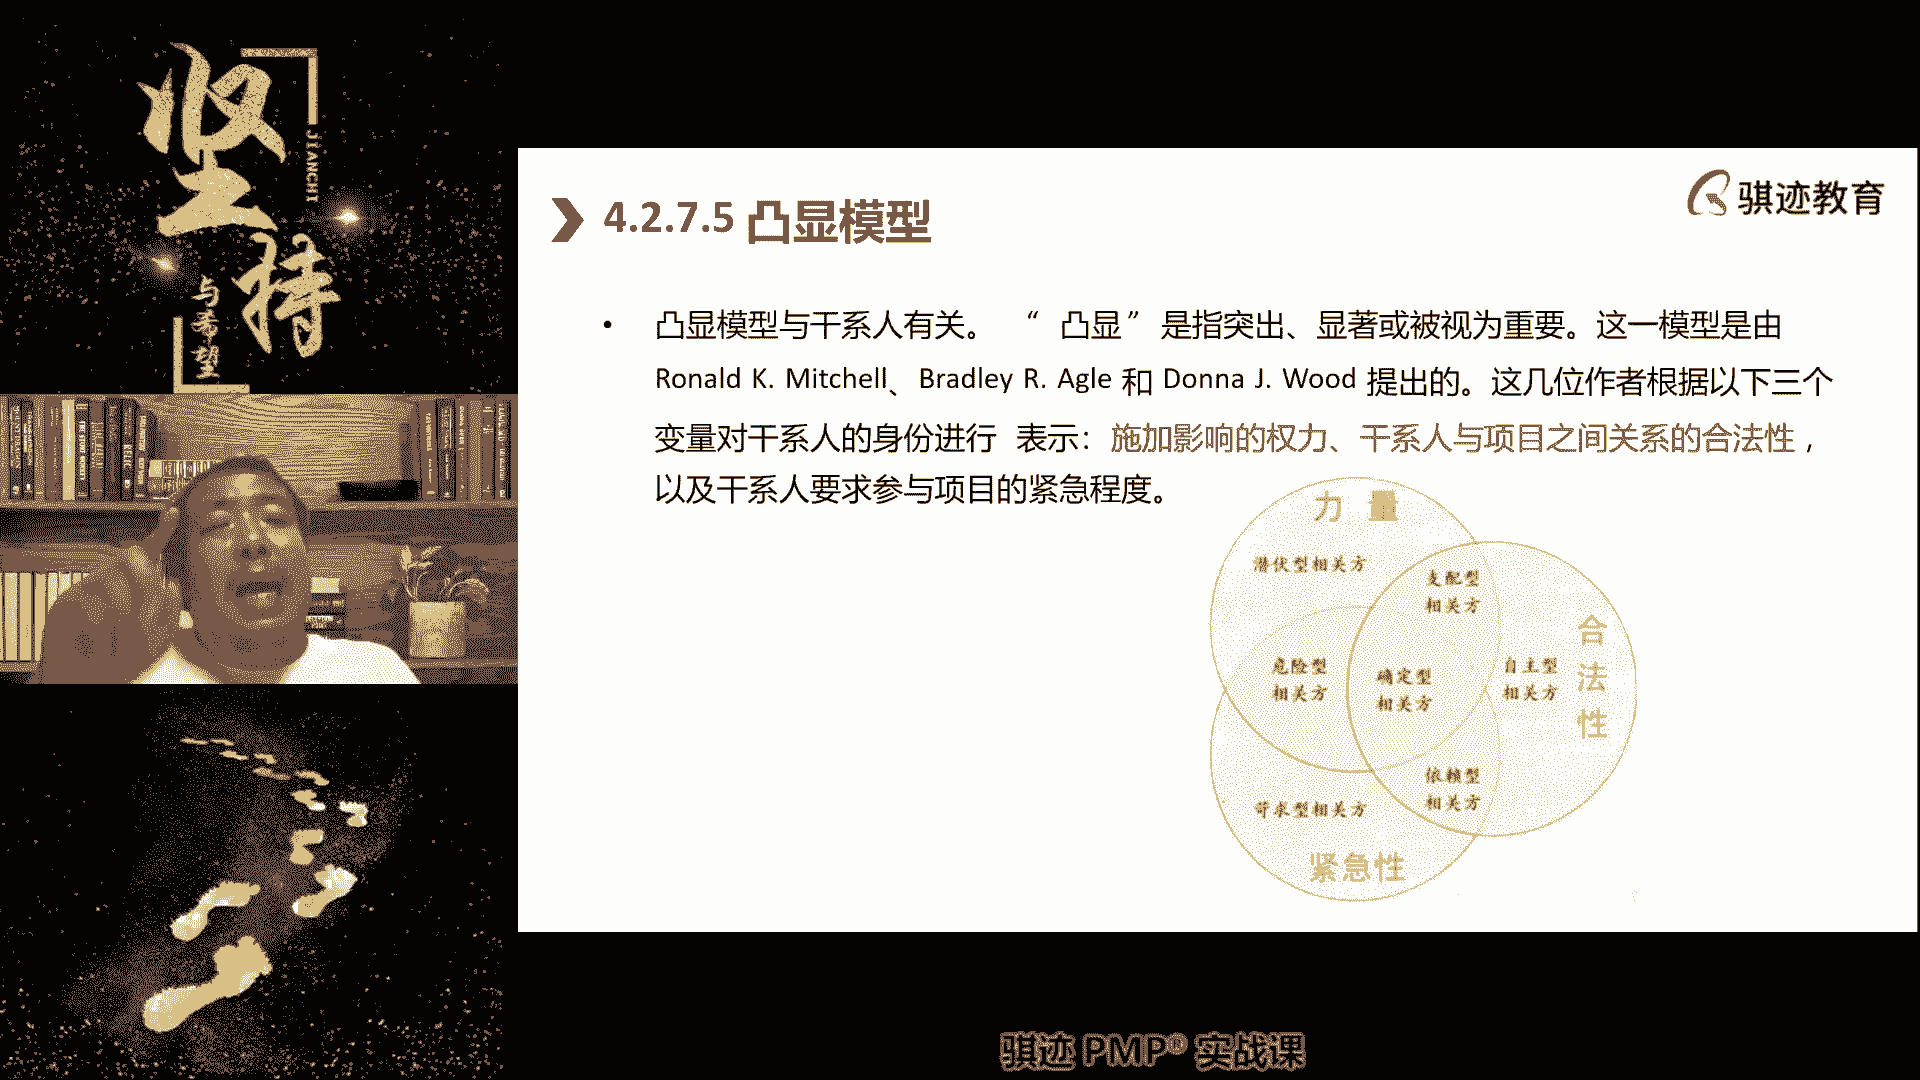 坚持
JIANCHI
与希望
骐迹教育
4.2.7.5 凸显模型
• 凸显模型与干系人有关。 “ 凸显” 是指突出、显著或被视为重要。这一模型是由
Ronald K. Mitchell、Bradley R. Agle 和 Donna J. Wood 提出的。这几位作者根据以下三个
变量对干系人的身份进行 表示：施加影响的权力、干系人与项目之间关系的合法性，
以及干系人要求参与项目的紧急程度。
力 量
潜伏型相关方
支配型
相关方
合法性
危险型
相关方
确定型
相关方
自主型
相关方
依赖型
相关方
苛求型相关方
紧急性
骐迹 PMP® 实战课